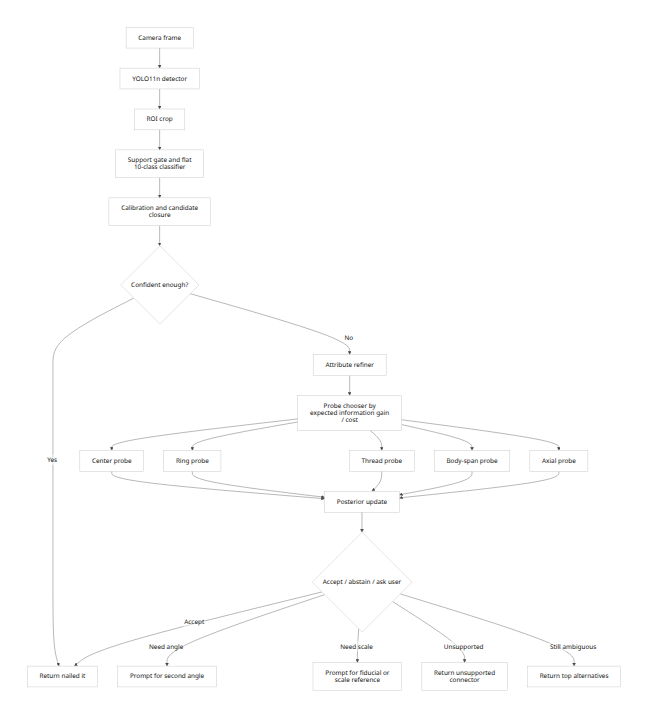 Camera frame
YOLO11n detector
ROI crop
Support gate and flat
10-class classifier
Calibration and candidate
closure
Confident enough?
No
Attribute refiner
Probe chooser by
expected information gain
/ cost
Yes
Center probe
Ring probe
Thread probe
Body-span probe
Axial probe
Posterior update
Accept / abstain / ask user
Accept
Need angle
Need scale
Unsupported
Still ambiguous
Return nailed it
Prompt for second angle
Prompt for fiducial or
scale reference
Return unsupported
connector
Return top alternatives